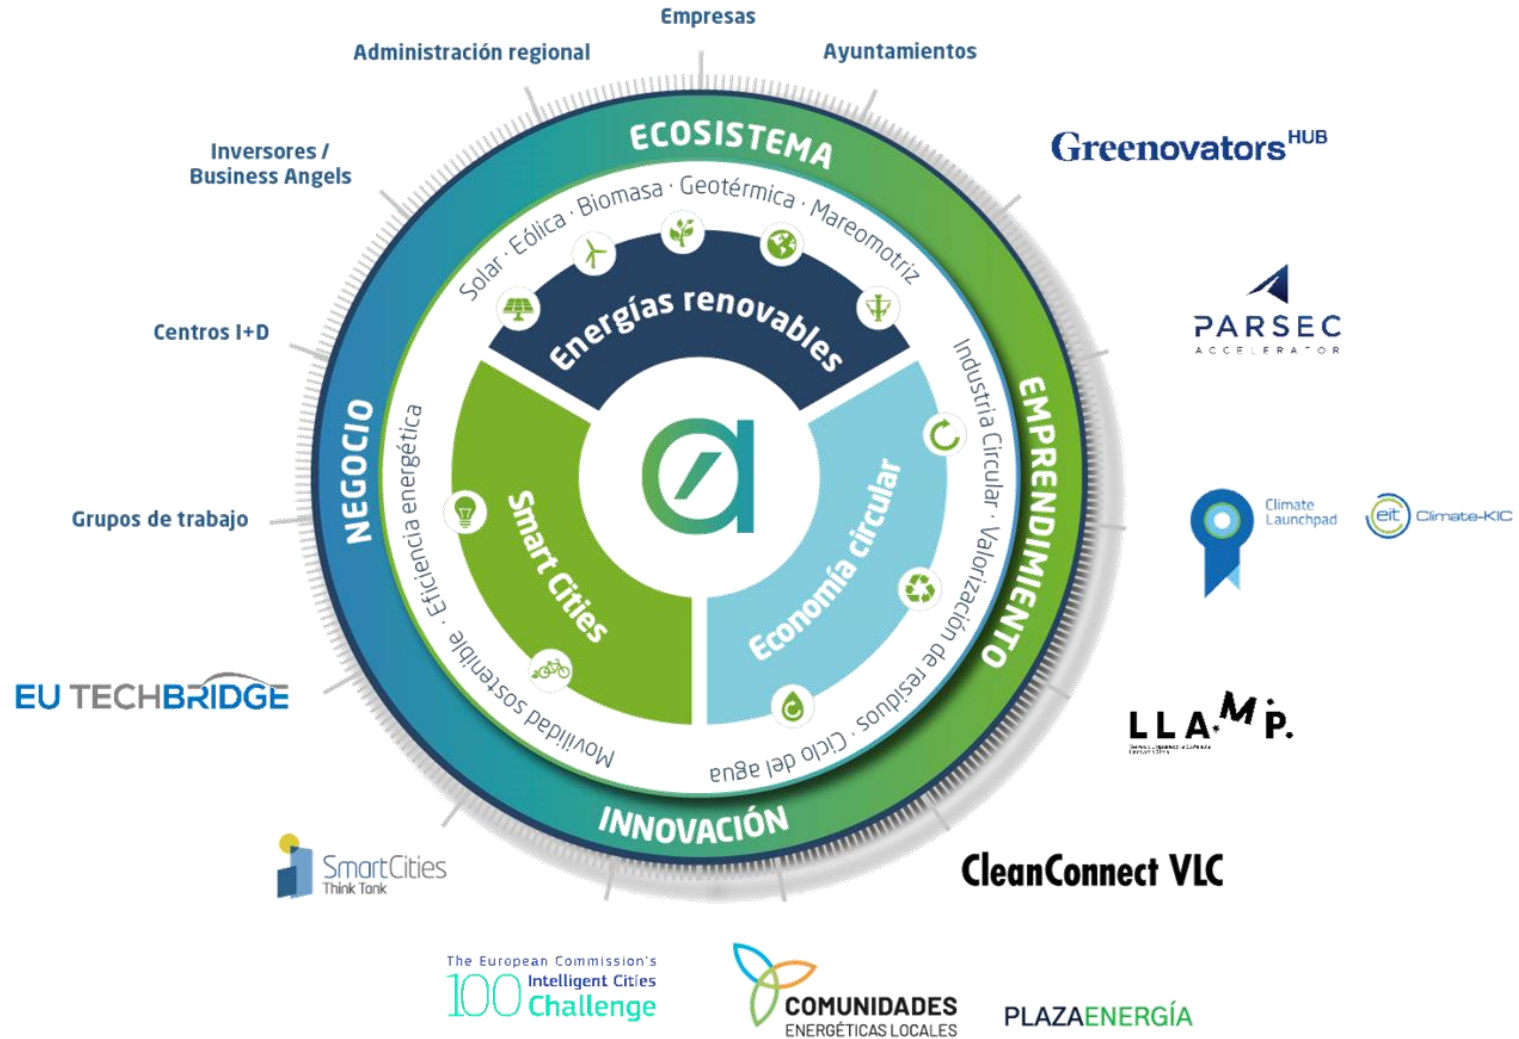 Empresas
Administración regional
Ayuntamientos
Inversores /
Business Angels
Centros I+D
Grupos de trabajo
ECOSISTEMA
EMPRENDIMIENTO
INNOVACIÓN
NEGOCIO
Solar · Eólica · Biomasa · Geotérmica · Mareomotriz
Industria Circular · Valorización de residuos · Ciclo del agua
Movilidad sostenible · Eficiencia energética
Energías renovables
Economía circular
Smart Cities
a
Greenovators HUB
PARSEC
ACCELERATOR
Climate
Launchpad
eit Climate-KIC
LLAMP.
CleanConnect VLC
PLAZAENERGÍA
COMUNIDADES
ENERGÉTICAS LOCALES
The European Commission's
100 Intelligent Cities
Challenge
SmartCities
Think Tank
EU TECHBRIDGE